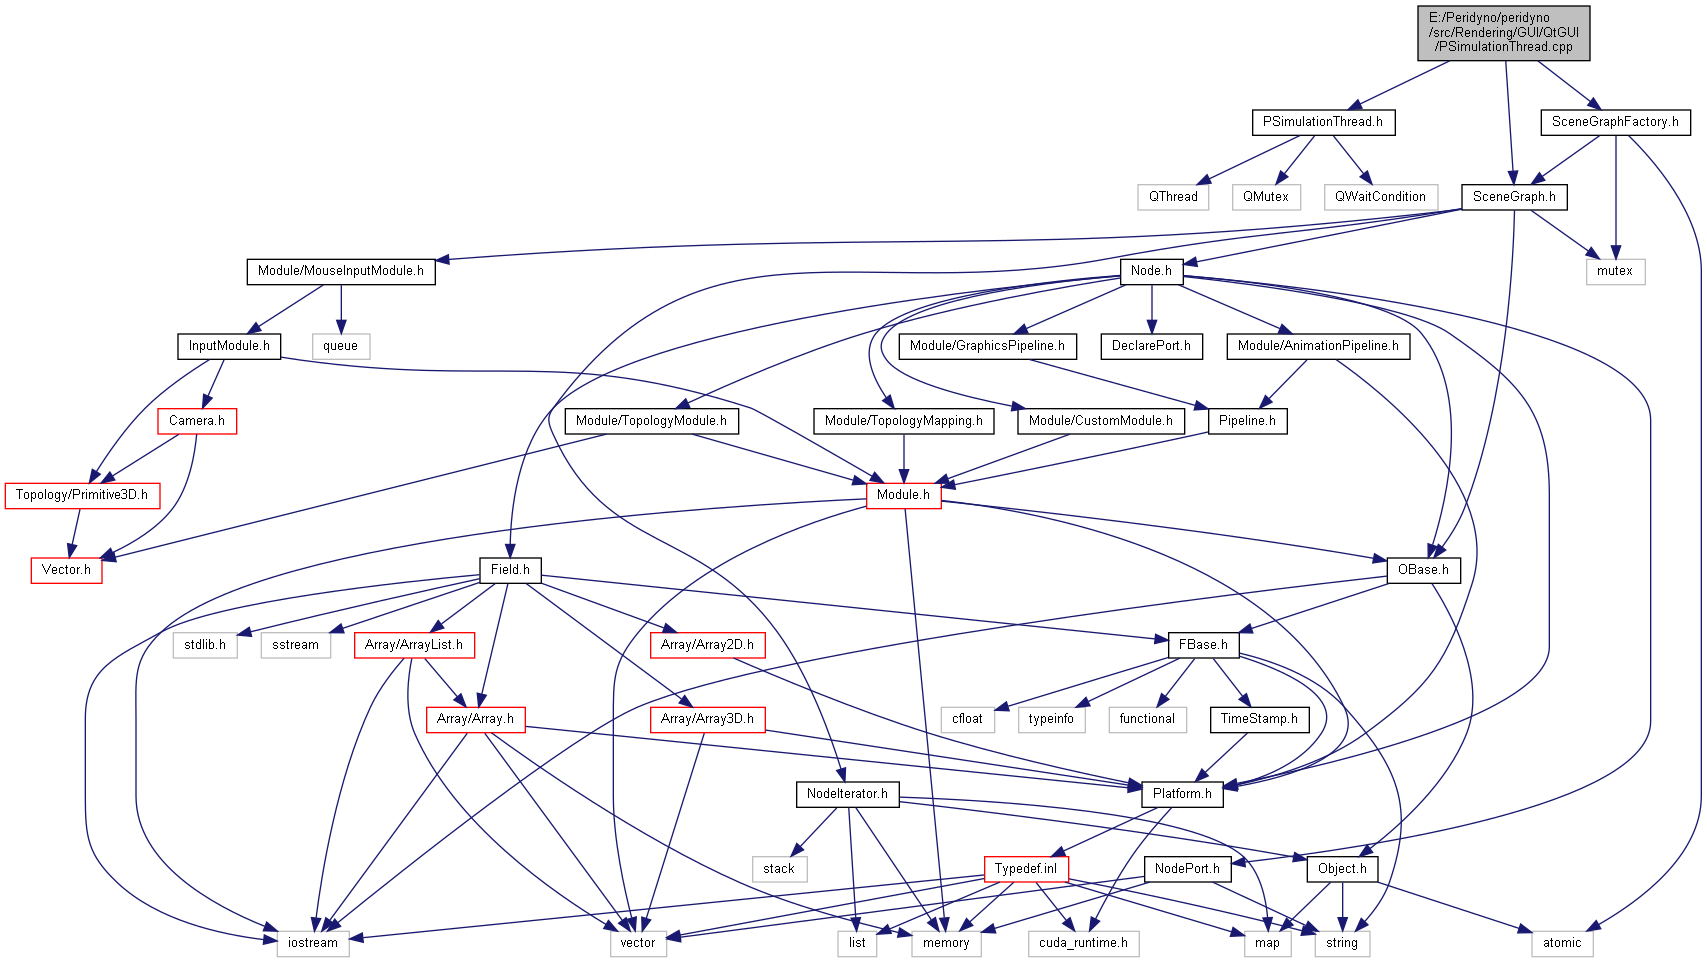 E:/Peridyno/peridyno
/src/Rendering/GUI/QtGUI
/PSimulationThread.cpp
PSimulationThread.h
SceneGraphFactory.h
QThread
QMutex
QWaitCondition
SceneGraph.h
Module/MouseInputModule.h
Node.h
mutex
InputModule.h
queue
Module/GraphicsPipeline.h
DeclarePort.h
Module/AnimationPipeline.h
Camera.h
Module/TopologyModule.h
Module/TopologyMapping.h
Module/CustomModule.h
Pipeline.h
Topology/Primitive3D.h
Module.h
Vector.h
Field.h
OBase.h
stdlib.h
sstream
Array/ArrayList.h
Array/Array2D.h
FBase.h
Array/Array.h
Array/Array3D.h
cfloat
typeinfo
functional
TimeStamp.h
NodeIterator.h
Platform.h
stack
Typedef.inl
NodePort.h
Object.h
iostream
vector
list
memory
cuda_runtime.h
map
string
atomic